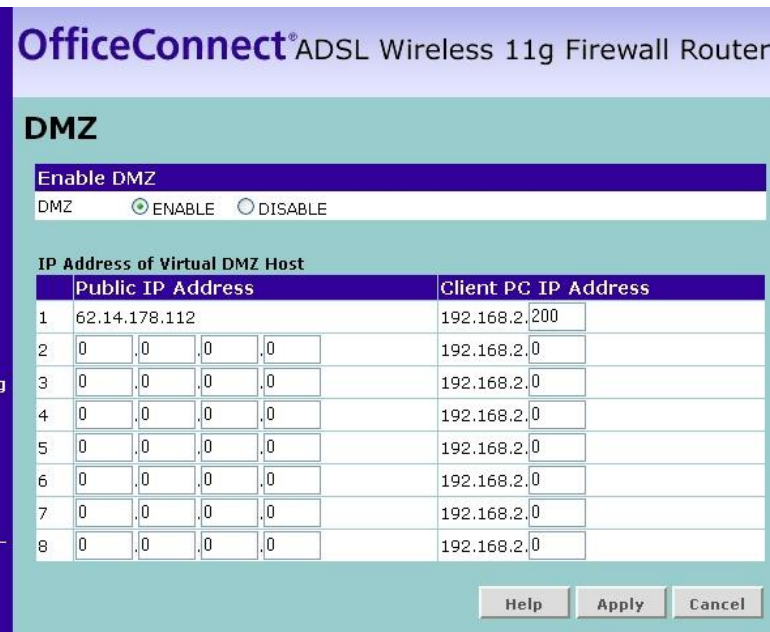 OfficeConnect® ADSL Wireless 11g Firewall Router
DMZ
Enable DMZ
DMZ ENABLE DISABLE
IP Address of Virtual DMZ Host
Public IP Address Client PC IP Address
1 62.14.178.112 192.168.2.200
2 0 .0 .0 .0 192.168.2.0
g
3 0 .0 .0 .0 192.168.2.0
4 0 .0 .0 .0 192.168.2.0
5 0 .0 .0 .0 192.168.2.0
6 0 .0 .0 .0 192.168.2.0
7 0 .0 .0 .0 192.168.2.0
8 0 .0 .0 .0 192.168.2.0
Help Apply Cancel